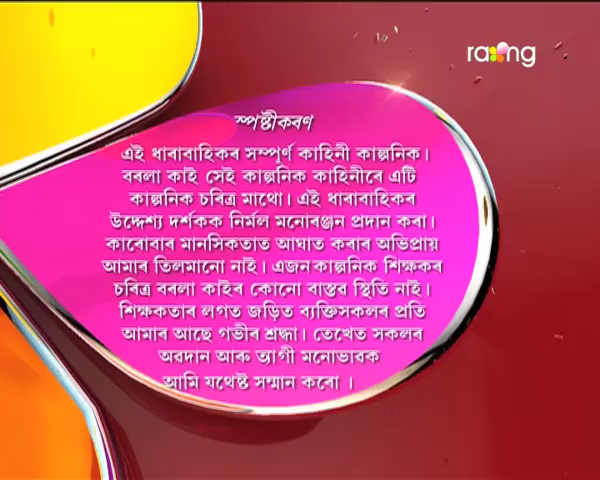 rang
স্পষ্টীকৰণ
এই ধাৰাবাহিকৰ সম্পূৰ্ণ কাহিনী কাল্পনিক।
বৰলা কাই সেই কাল্পনিক কাহিনীৰে এটি
কাল্পনিক চৰিত্ৰ মাথো। এই ধাৰাবাহিকৰ
উদ্দেশ্য দৰ্শকক নিৰ্মল মনোৰঞ্জন প্ৰদান কৰা।
কাৰোবাৰ মানসিকতাত আঘাত কৰাৰ অভিপ্ৰায়
আমাৰ তিলমানো নাই। এজন কাল্পনিক শিক্ষকৰ
চৰিত্ৰ বৰলা কাইৰ কোনো বাস্তৱ স্থিতি নাই।
শিক্ষকতাৰ লগত জড়িত ব্যক্তিসকলৰ প্ৰতি
আমাৰ আছে গভীৰ শ্ৰদ্ধা। তেখেত সকলৰ
অৱদান আৰু ত্যাগী মনোভাৱক
আমি যথেষ্ট সন্মান কৰো ।